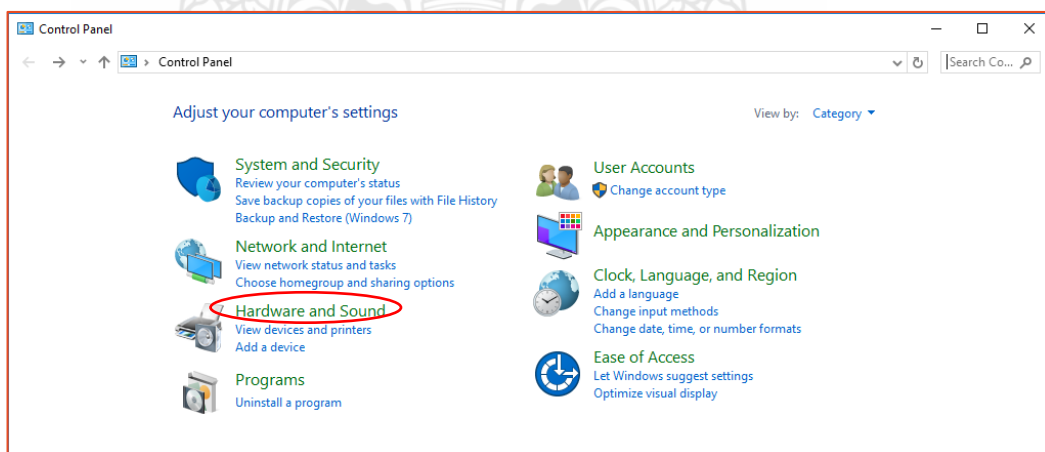 Control Panel
Control Panel
Search Co...
Adjust your computer's settings
View by: Category
System and Security
Review your computer's status
Save backup copies of your files with File History
Backup and Restore (Windows 7)
Network and Internet
View network status and tasks
Choose homegroup and sharing options
Hardware and Sound
View devices and printers
Add a device
Programs
Uninstall a program
User Accounts
Change account type
Appearance and Personalization
Clock, Language, and Region
Add a language
Change input methods
Change date, time, or number formats
Ease of Access
Let Windows suggest settings
Optimize visual display